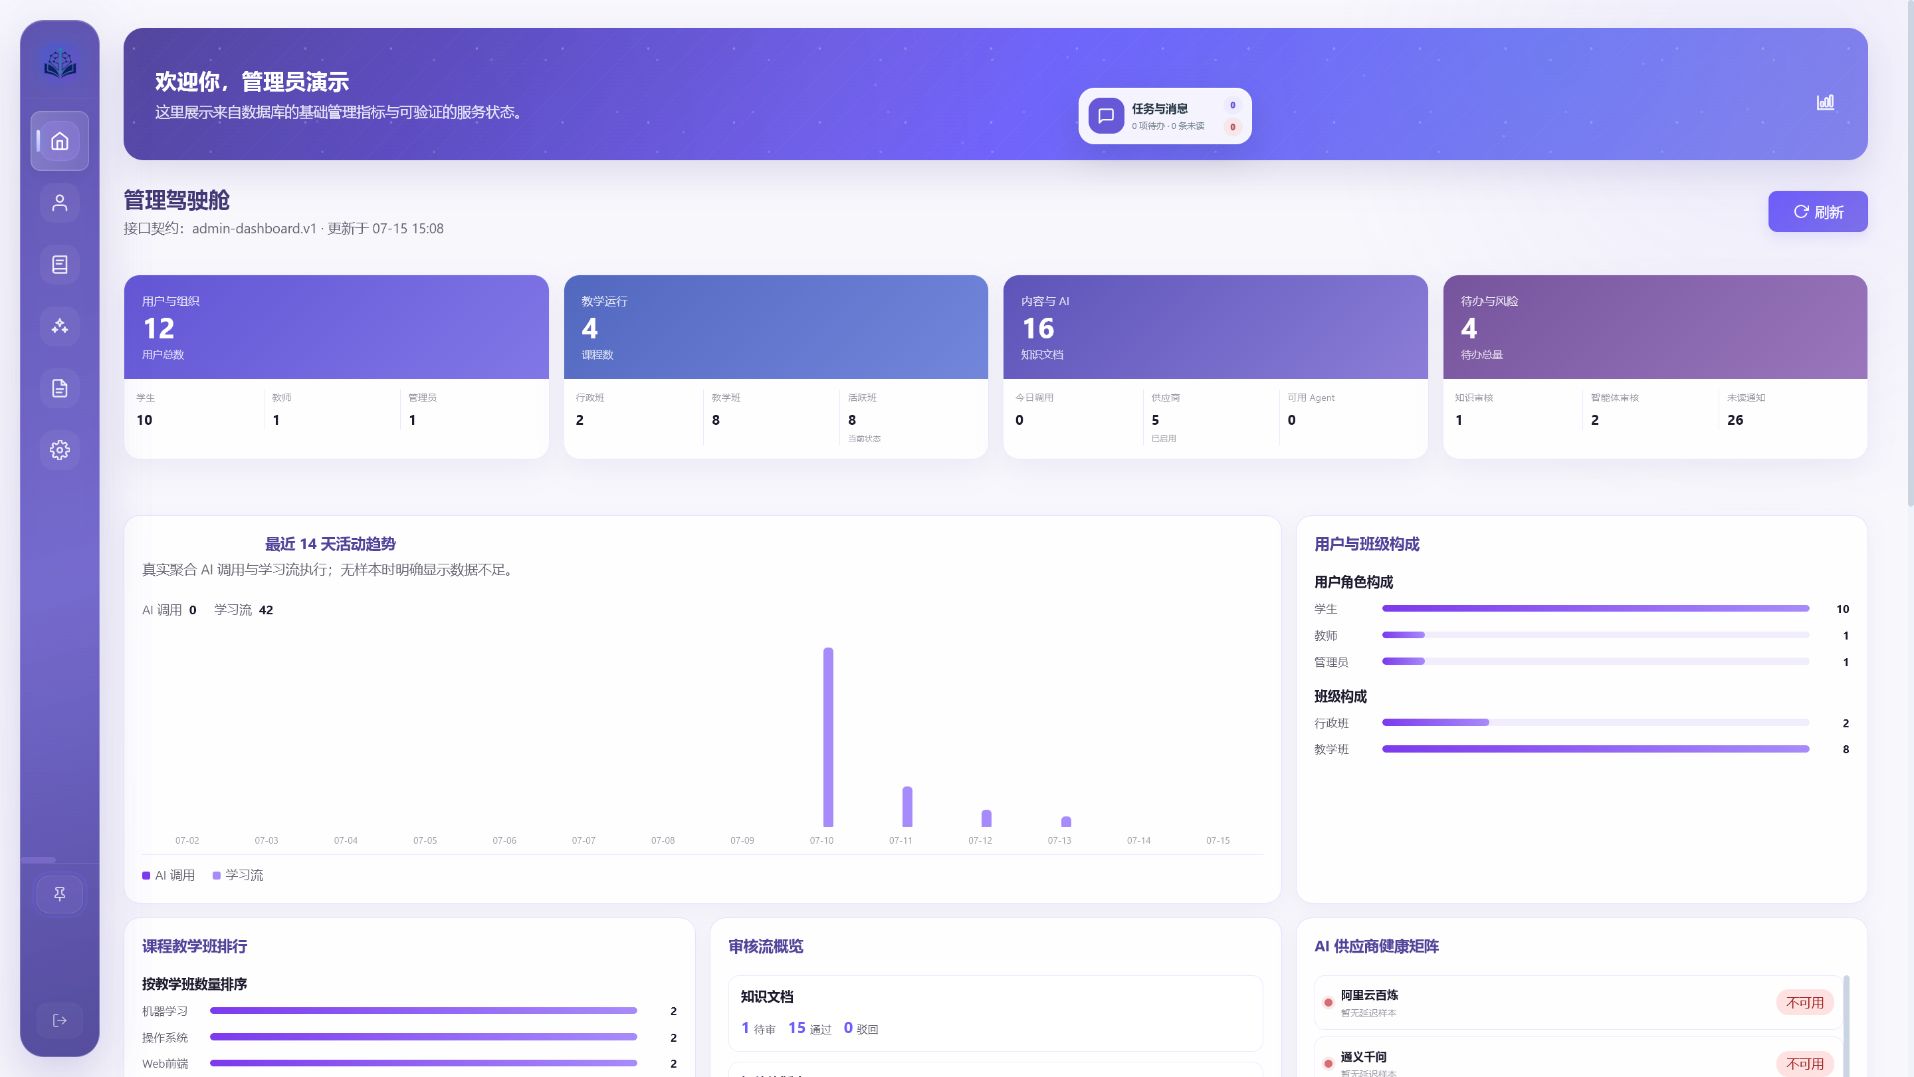 欢迎你，管理员演示
这里展示来自数据库的基础管理指标与可验证的服务状态。
任务与消息
0
0 项待办 · 0 条未读
0
管理驾驶舱
接口契约：admin-dashboard.v1 · 更新于 07-15 15:08
刷新
用户与组织
12
用户总数
学生
10
教师
1
管理员
1
教学运行
4
课程数
行政班
2
教学班
8
活跃班
8
当前状态
内容与 AI
16
知识文档
今日调用
0
供应商
5
已启用
可用 Agent
0
待办与风险
4
待办总量
知识审核
1
智能体审核
2
未读通知
26
最近 14 天活动趋势
真实聚合 AI 调用与学习流执行；无样本时明确显示数据不足。
AI 调用 0 学习流 42
07-02 07-03 07-04 07-05 07-06 07-07 07-08 07-09 07-10 07-11 07-12 07-13 07-14 07-15
AI 调用 学习流
用户与班级构成
用户角色构成
学生 10
教师 1
管理员 1
班级构成
行政班 2
教学班 8
课程教学班排行
按教学班数量排序
机器学习 2
操作系统 2
Web前端 2
审核流概览
知识文档
1 待审 15 通过 0 驳回
AI 供应商健康矩阵
阿里云百炼
暂无延迟样本
不可用
通义千问
暂无延迟样本
不可用